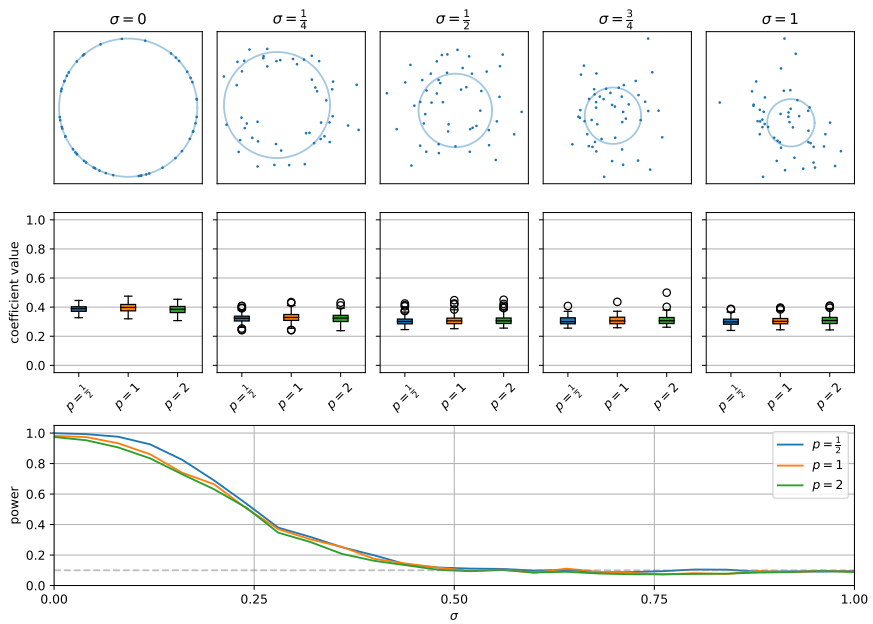 σ = 0 σ = 1/4 σ = 1/2 σ = 3/4 σ = 1
coefficient value
1.0
0.8
0.6
0.4
0.2
0.0
p = 1/2 p = 1 p = 2 p = 1/2 p = 1 p = 2 p = 1/2 p = 1 p = 2 p = 1/2 p = 1 p = 2 p = 1/2 p = 1 p = 2
power
1.0
0.8
0.6
0.4
0.2
0.0
p = 1/2
p = 1
p = 2
0.00 0.25 0.50 0.75 1.00
σ